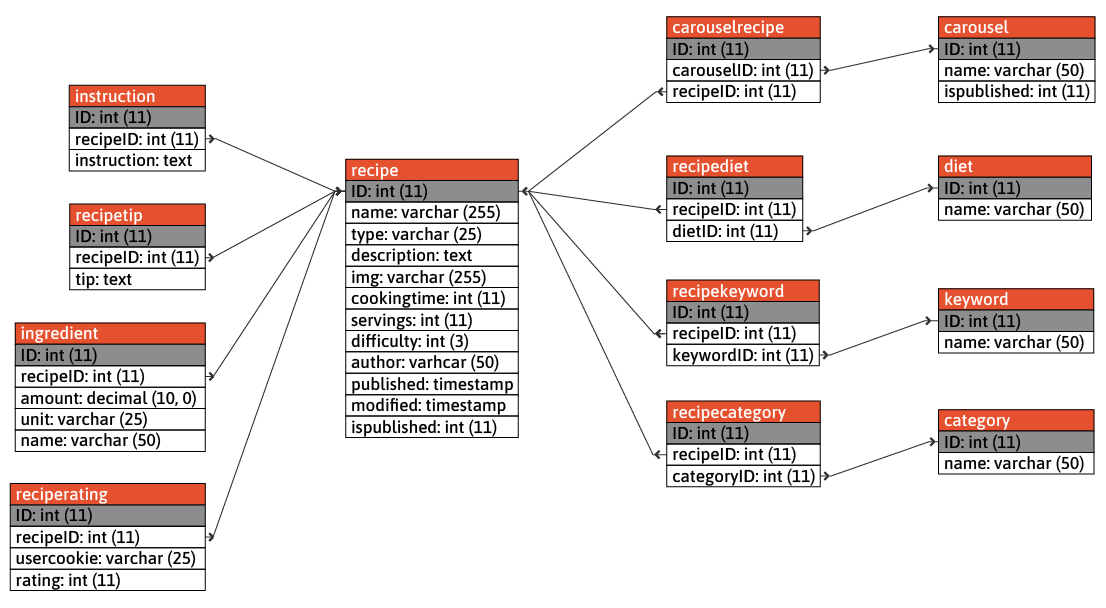 instruction
ID: int (11)
recipeID: int (11)
instruction: text
recipetip
ID: int (11)
recipeID: int (11)
tip: text
ingredient
ID: int (11)
recipeID: int (11)
amount: decimal (10, 0)
unit: varchar (25)
name: varchar (50)
reciperating
ID: int (11)
recipeID: int (11)
usercookie: varchar (25)
rating: int (11)
recipe
ID: int (11)
name: varchar (255)
type: varchar (25)
description: text
img: varchar (255)
cookingtime: int (11)
servings: int (11)
difficulty: int (3)
author: varhcar (50)
published: timestamp
modified: timestamp
ispublished: int (11)
carouselrecipe
ID: int (11)
carouselID: int (11)
recipeID: int (11)
recipediet
ID: int (11)
recipeID: int (11)
dietID: int (11)
recipekeyword
ID: int (11)
recipeID: int (11)
keywordID: int (11)
recipecategory
ID: int (11)
recipeID: int (11)
categoryID: int (11)
carousel
ID: int (11)
name: varchar (50)
ispublished: int (11)
diet
ID: int (11)
name: varchar (50)
keyword
ID: int (11)
name: varchar (50)
category
ID: int (11)
name: varchar (50)